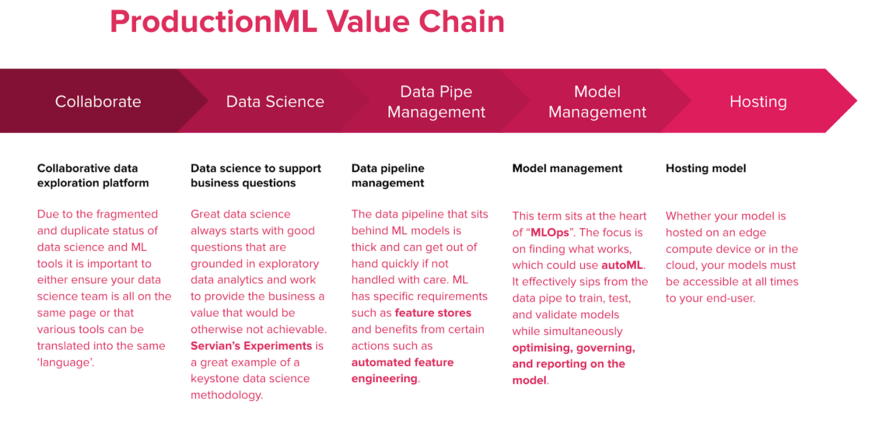 ProductionML Value Chain
Collaborate
Data Science
Data Pipe
Management
Model
Management
Hosting
Collaborative data
exploration platform
Due to the fragmented
and duplicate status of
data science and ML
tools it is important to
either ensure your data
science team is all on the
same page or that
various tools can be
translated into the same
‘language’.
Data science to support
business questions
Great data science
always starts with good
questions that are
grounded in exploratory
data analytics and work
to provide the business a
value that would be
otherwise not achievable.
Servian’s Experiments is
a great example of a
keystone data science
methodology.
Data pipeline
management
The data pipeline that sits
behind ML models is
thick and can get out of
hand quickly if not
handled with care. ML
has specific requirements
such as feature stores
and benefits from certain
actions such as
automated feature
engineering.
Model management
This term sits at the heart
of “MLOps”. The focus is
on finding what works,
which could use autoML.
It effectively sips from the
data pipe to train, test,
and validate models
while simultaneously
optimising, governing,
and reporting on the
model.
Hosting model
Whether your model is
hosted on an edge
compute device or in the
cloud, your models must
be accessible at all times
to your end-user.